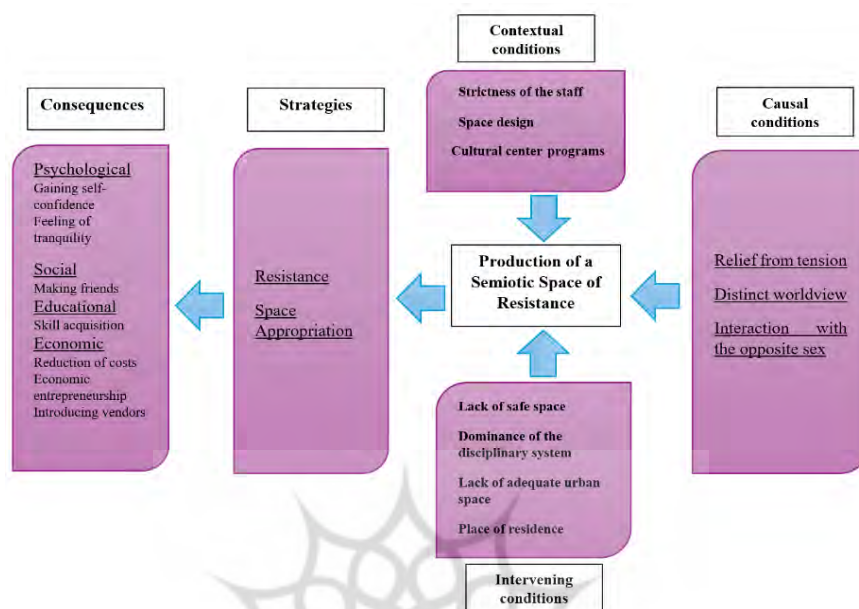 Contextual
conditions
Strictness of the staff
Space design
Cultural center programs
Consequences
Psychological
Gaining self-
confidence
Feeling of
tranquility
Social
Making friends
Educational
Skill acquisition
Economic
Reduction of costs
Economic
entrepreneurship
Introducing vendors
Strategies
Resistance
Space
Appropriation
Production of a
Semiotic Space of
Resistance
Causal
conditions
Relief from tension
Distinct worldview
Interaction with
the opposite sex
Lack of safe space
Dominance of the
disciplinary system
Lack of adequate urban
space
Place of residence
Intervening
conditions